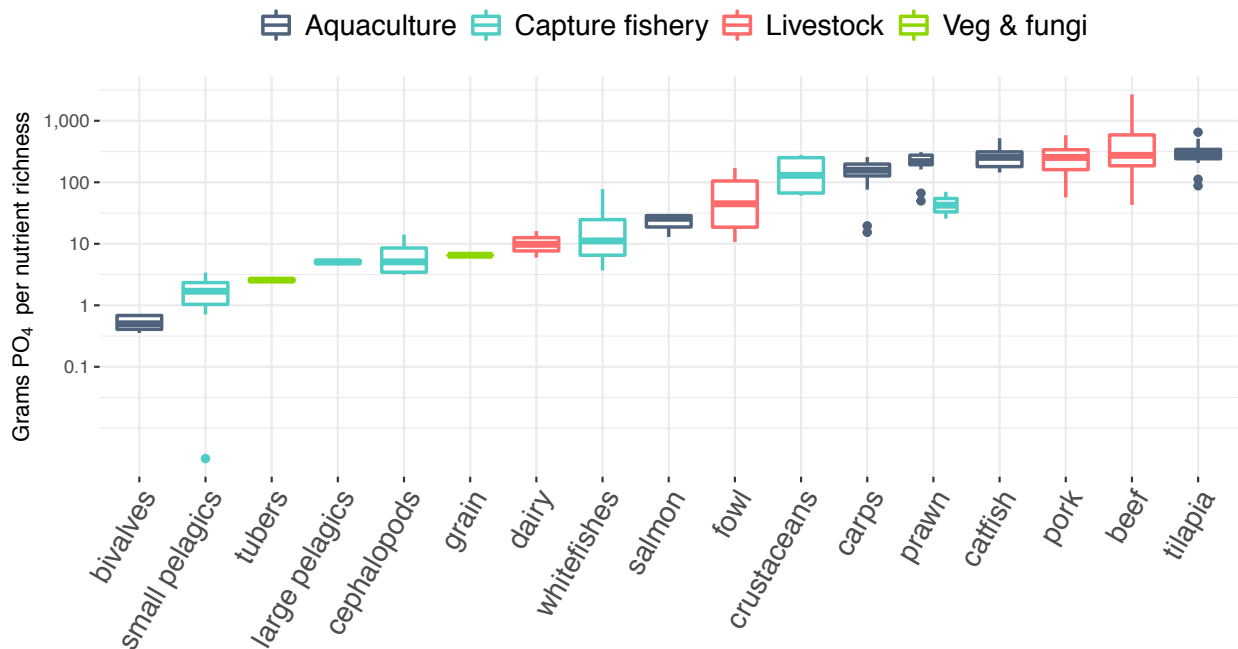 Aquaculture Capture fishery Livestock Veg & fungi
Grams PO₄ per nutrient richness
1,000
100
10
1
0.1
bivalves
small pelagics
tubers
large pelagics
cephalopods
grain
dairy
whitefishes
salmon
fowl
crustaceans
carps
prawn
catfish
pork
beef
tilapia